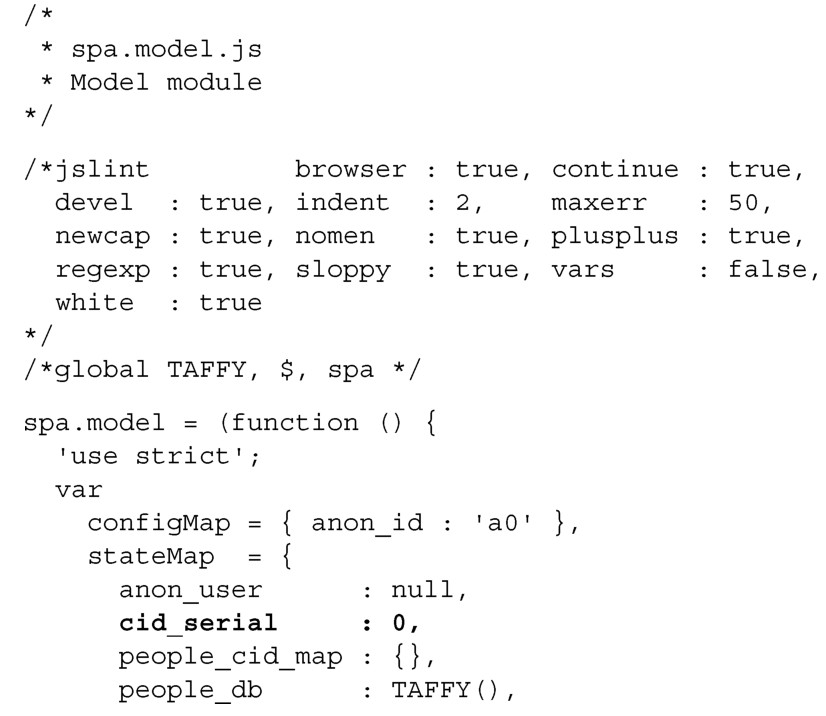 /*
 * spa.model.js
 * Model module
*/
/*jslint         browser : true, continue : true,
  devel  : true, indent  : 2,    maxerr   : 50,
  newcap : true, nomen   : true, plusplus : true,
  regexp : true, sloppy  : true, vars     : false,
  white  : true
*/
/*global TAFFY, $, spa */
spa.model = (function () {
  'use strict';
  var
    configMap = { anon_id : 'a0' },
    stateMap  = {
      anon_user      : null,
      cid_serial     : 0,
      people_cid_map : {},
      people_db      : TAFFY(),